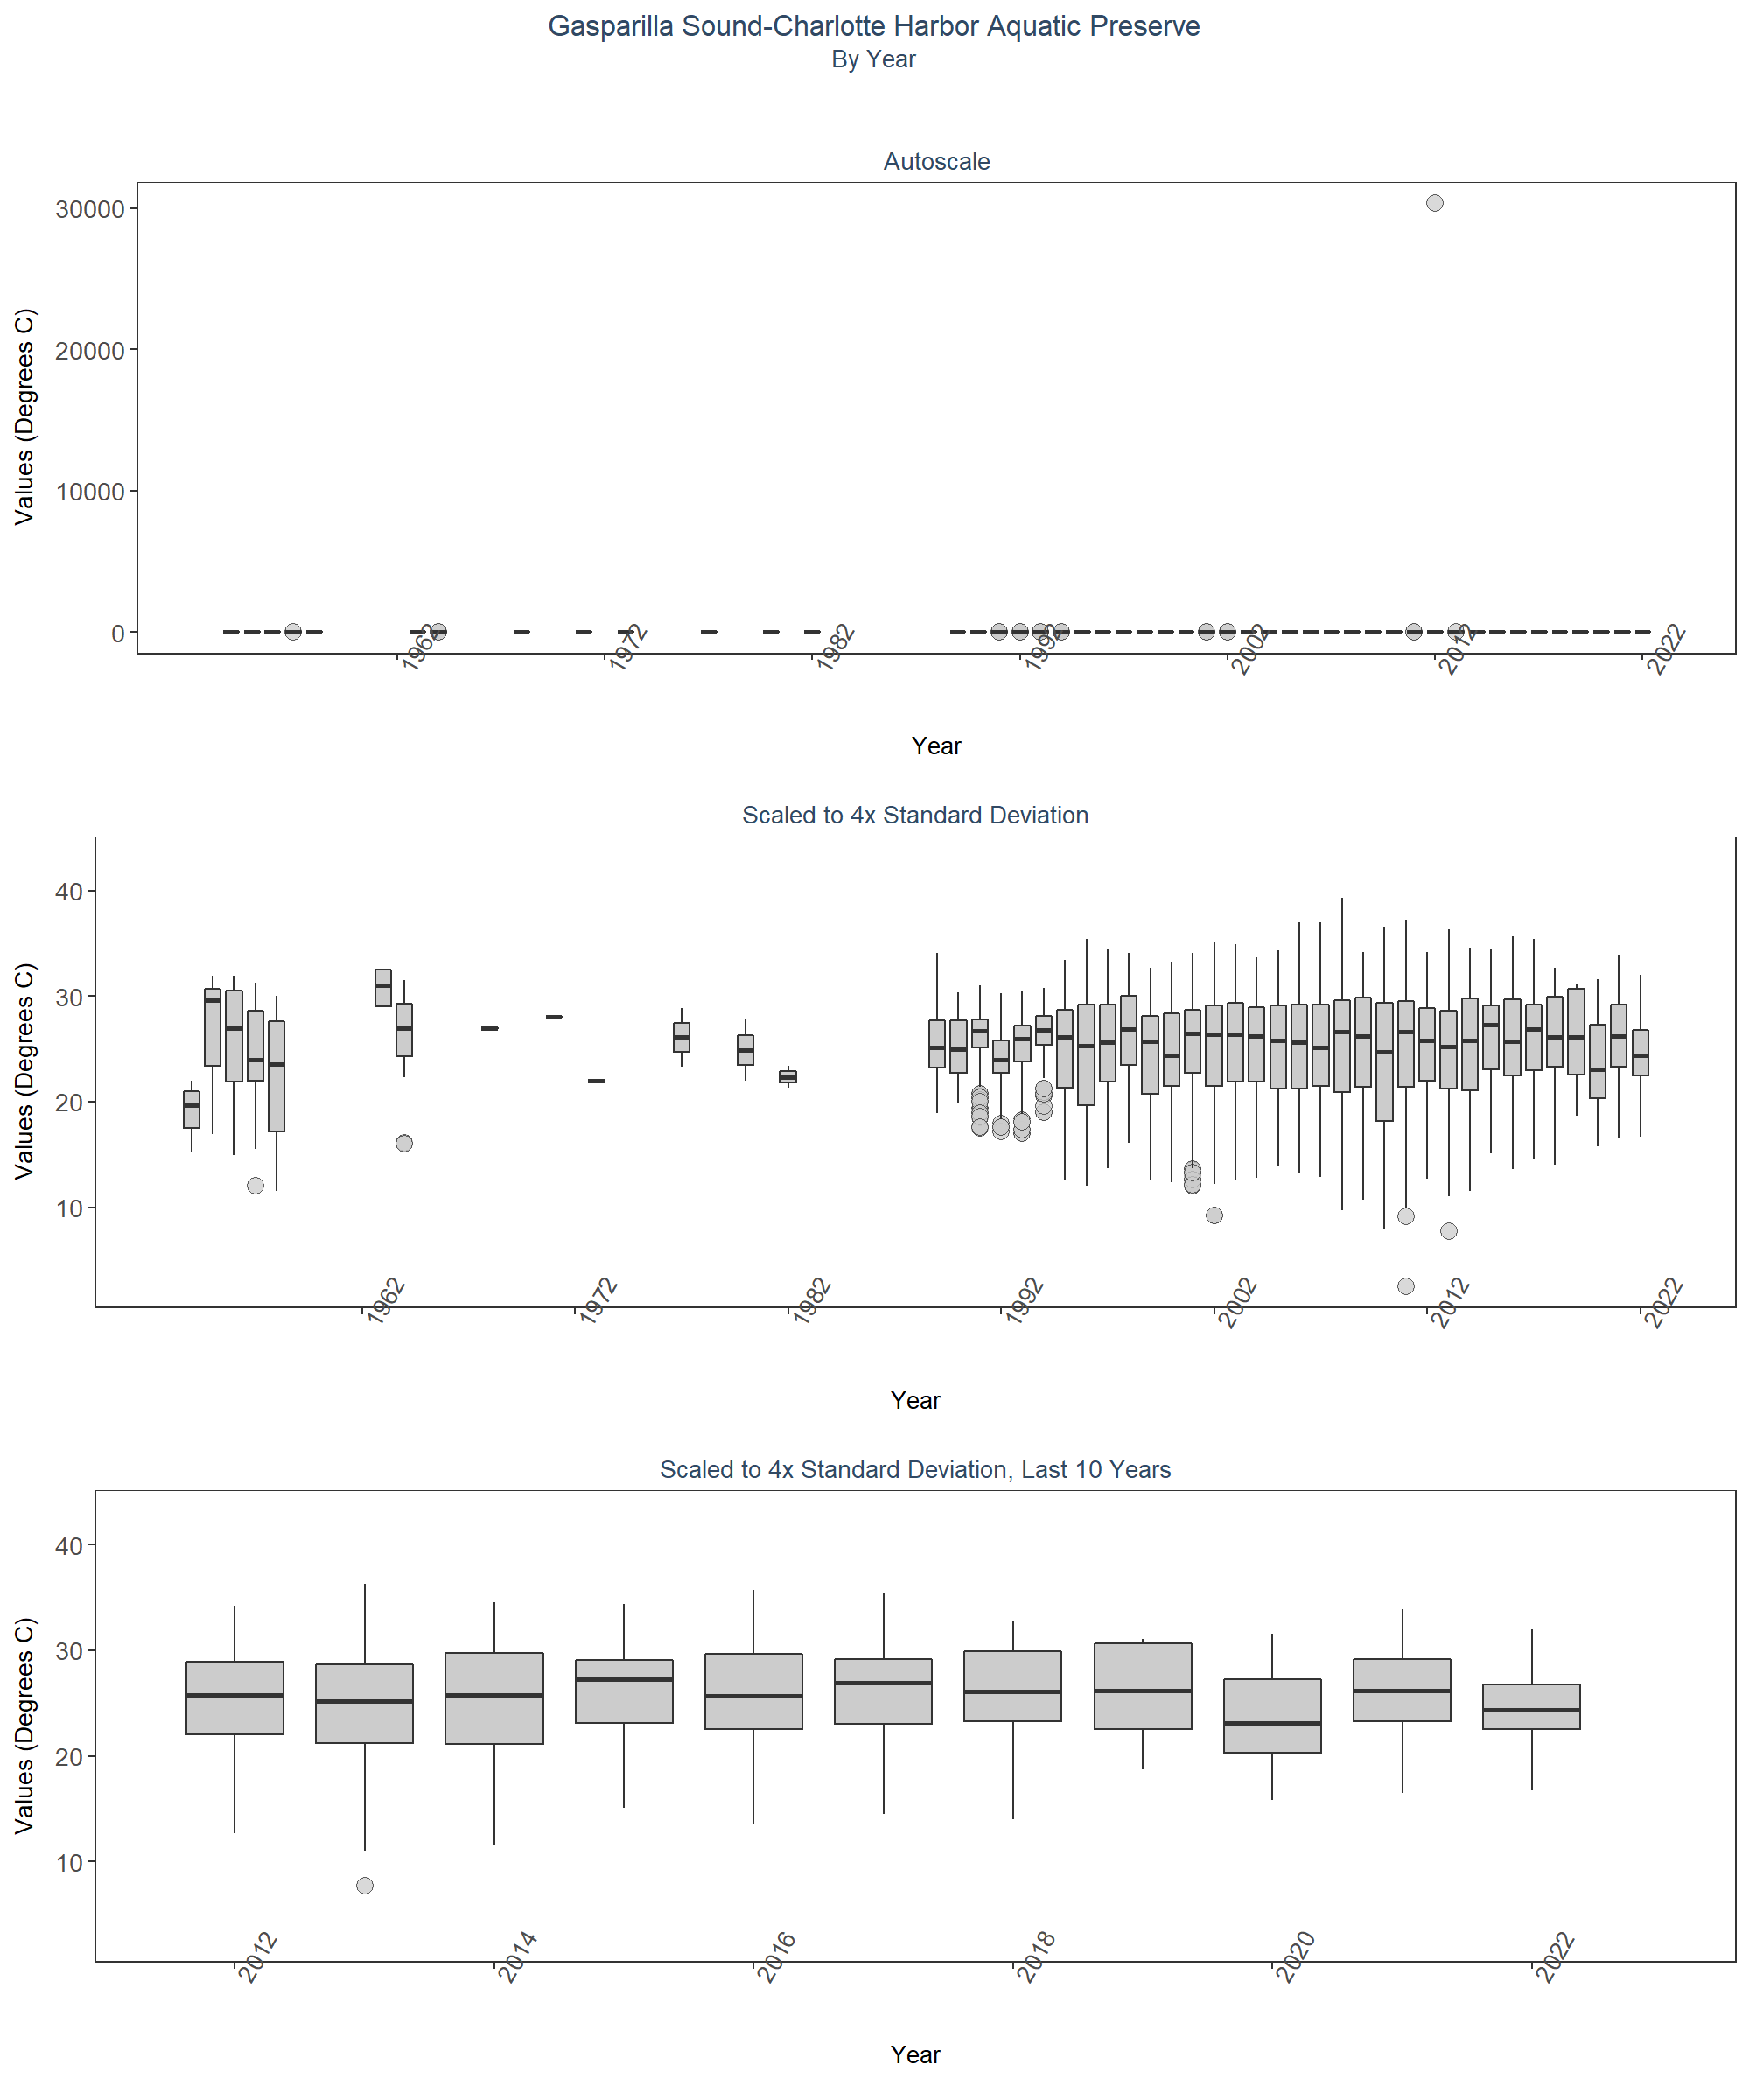 Gasparilla Sound-Charlotte Harbor Aquatic Preserve
By Year
Autoscale
Values (Degrees C)
30000
20000
10000
0
1962
1972
1982
1992
2002
2012
2022
Year
Scaled to 4x Standard Deviation
Values (Degrees C)
40
30
20
10
1962
1972
1982
1992
2002
2012
2022
Year
Scaled to 4x Standard Deviation, Last 10 Years
Values (Degrees C)
40
30
20
10
2012
2014
2016
2018
2020
2022
Year